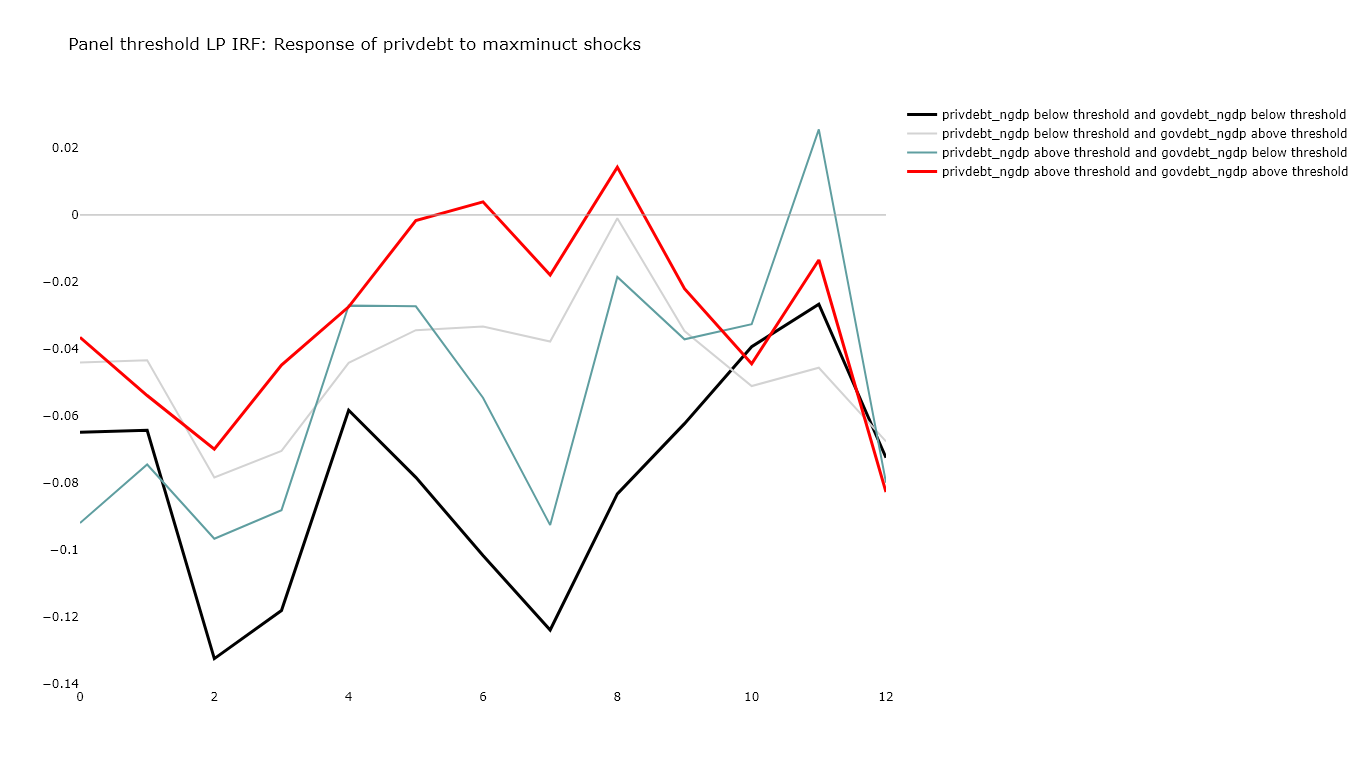 Panel threshold LP IRF: Response of privdebt to maxminuct shocks
privdebt_ngdp below threshold and govdebt_ngdp below threshold
privdebt_ngdp below threshold and govdebt_ngdp above threshold
privdebt_ngdp above threshold and govdebt_ngdp below threshold
privdebt_ngdp above threshold and govdebt_ngdp above threshold
0.02
0
−0.02
−0.04
−0.06
−0.08
−0.1
−0.12
−0.14
0 2 4 6 8 10 12